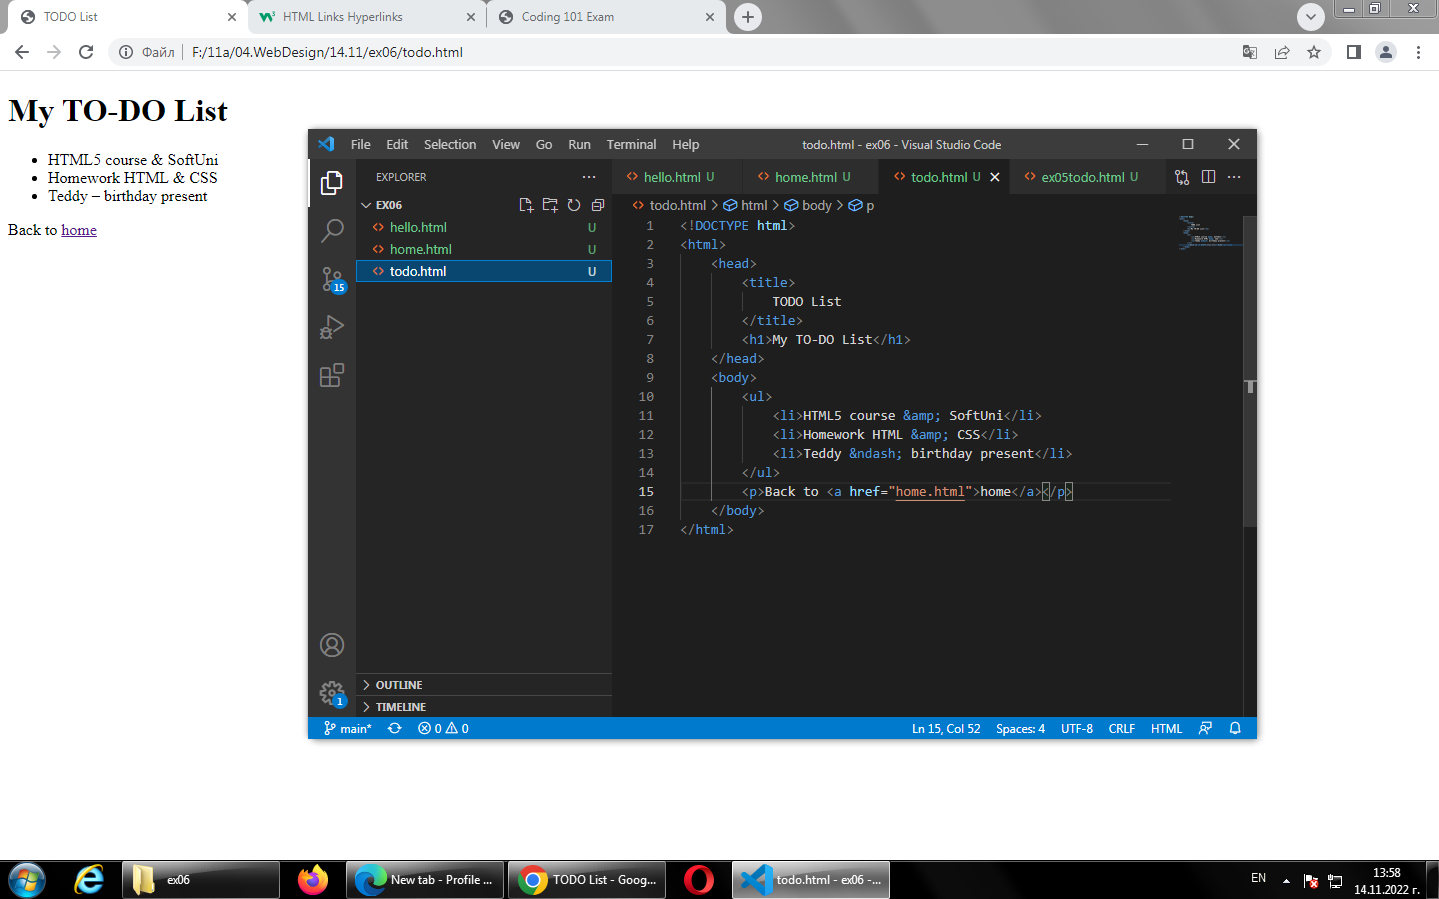 TODO List
HTML Links Hyperlinks
Coding 101 Exam
Файл
F:/11a/04.WebDesign/14.11/ex06/todo.html
My TO-DO List
HTML5 course & SoftUni
Homework HTML & CSS
Teddy – birthday present
Back to home
File Edit Selection View Go Run Terminal Help
todo.html - ex06 - Visual Studio Code
EXPLORER
EX06
hello.html U
home.html U
todo.html U
15
OUTLINE
TIMELINE
1
hello.html U
home.html U
todo.html U
ex05todo.html U
todo.html > html > body > p
1 <!DOCTYPE html>
2 <html>
3 <head>
4 <title>
5 TODO List
6 </title>
7 <h1>My TO-DO List</h1>
8 </head>
9 <body>
10 <ul>
11 <li>HTML5 course &amp; SoftUni</li>
12 <li>Homework HTML &amp; CSS</li>
13 <li>Teddy &ndash; birthday present</li>
14 </ul>
15 <p>Back to <a href="home.html">home</a></p>
16 </body>
17 </html>
main* 0 0
Ln 15, Col 52 Spaces: 4 UTF-8 CRLF HTML
ex06
New tab - Profile ...
TODO List - Goog...
todo.html - ex06 -...
EN
13:58
14.11.2022 г.